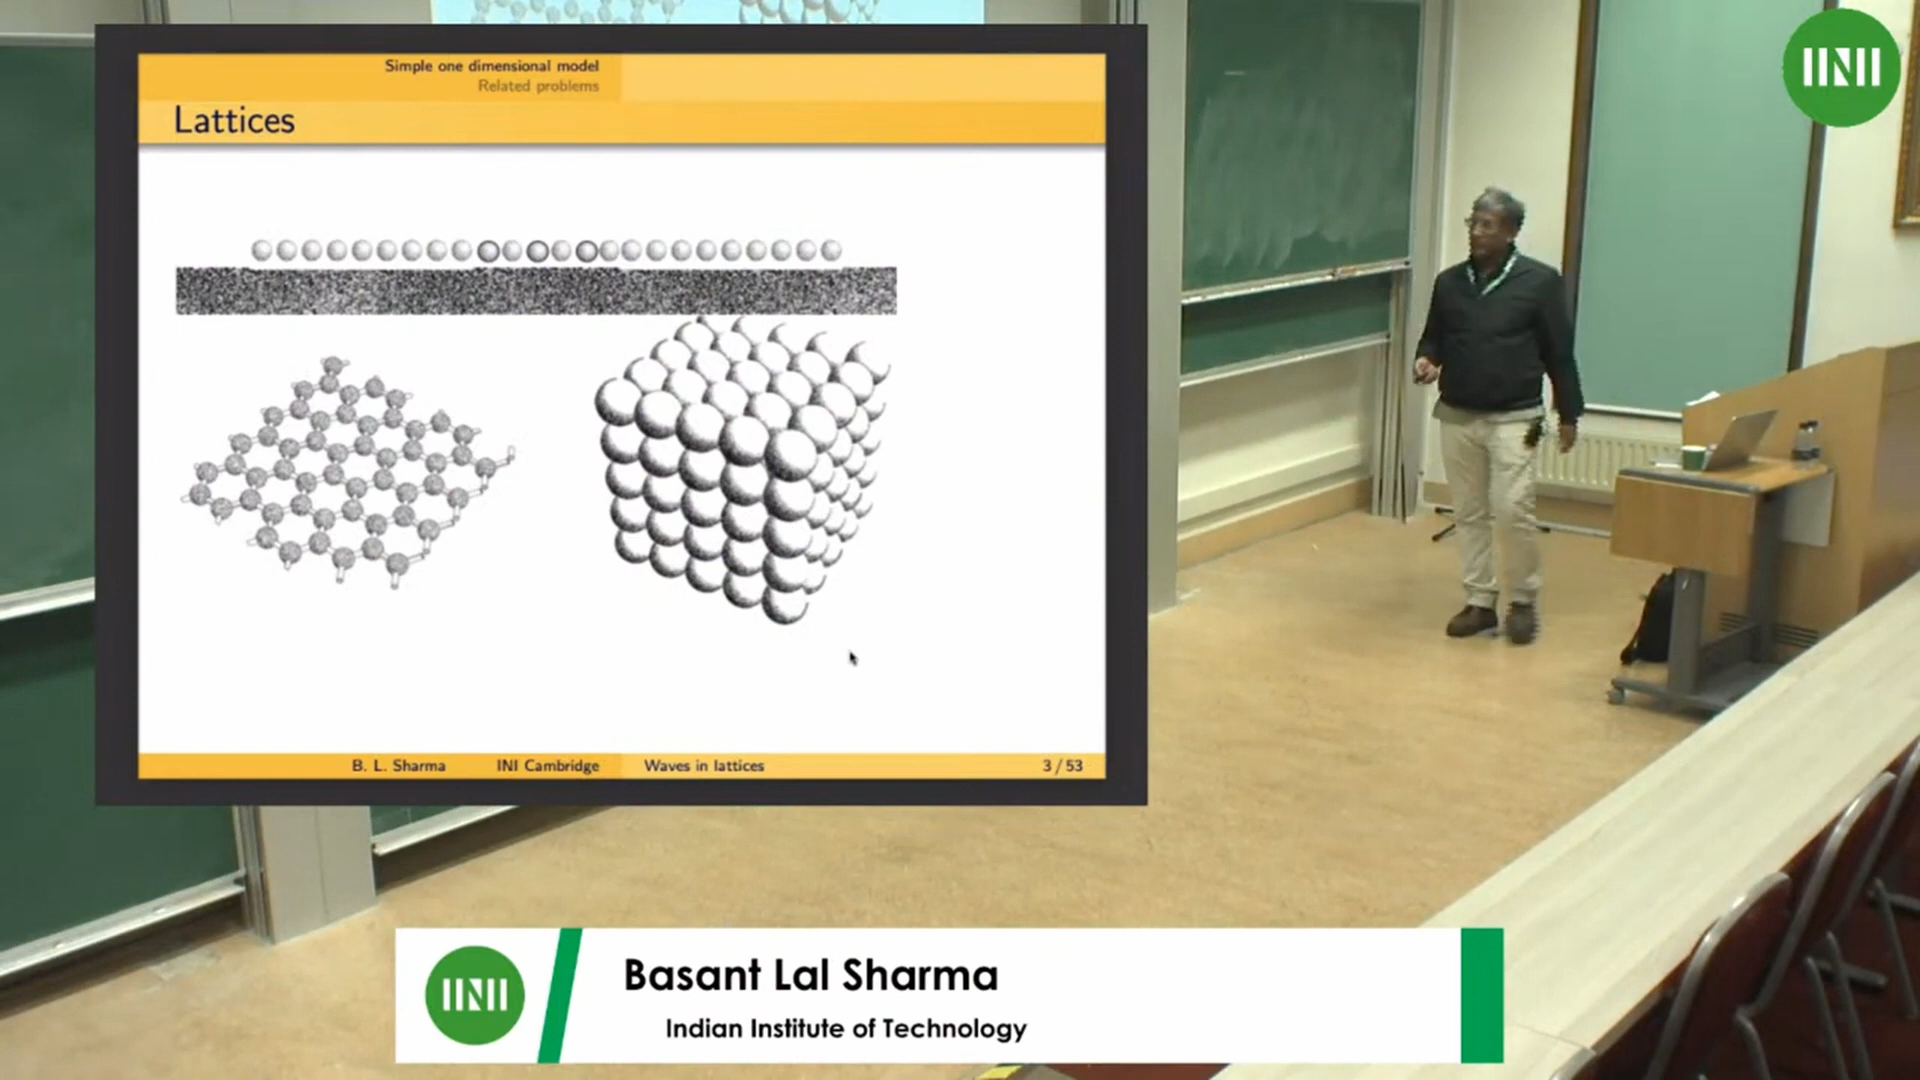 Simple one dimensional model
Related problems
Lattices
B. L. Sharma INI Cambridge Waves in lattices 3 / 53
INI
Basant Lal Sharma
INI
Indian Institute of Technology